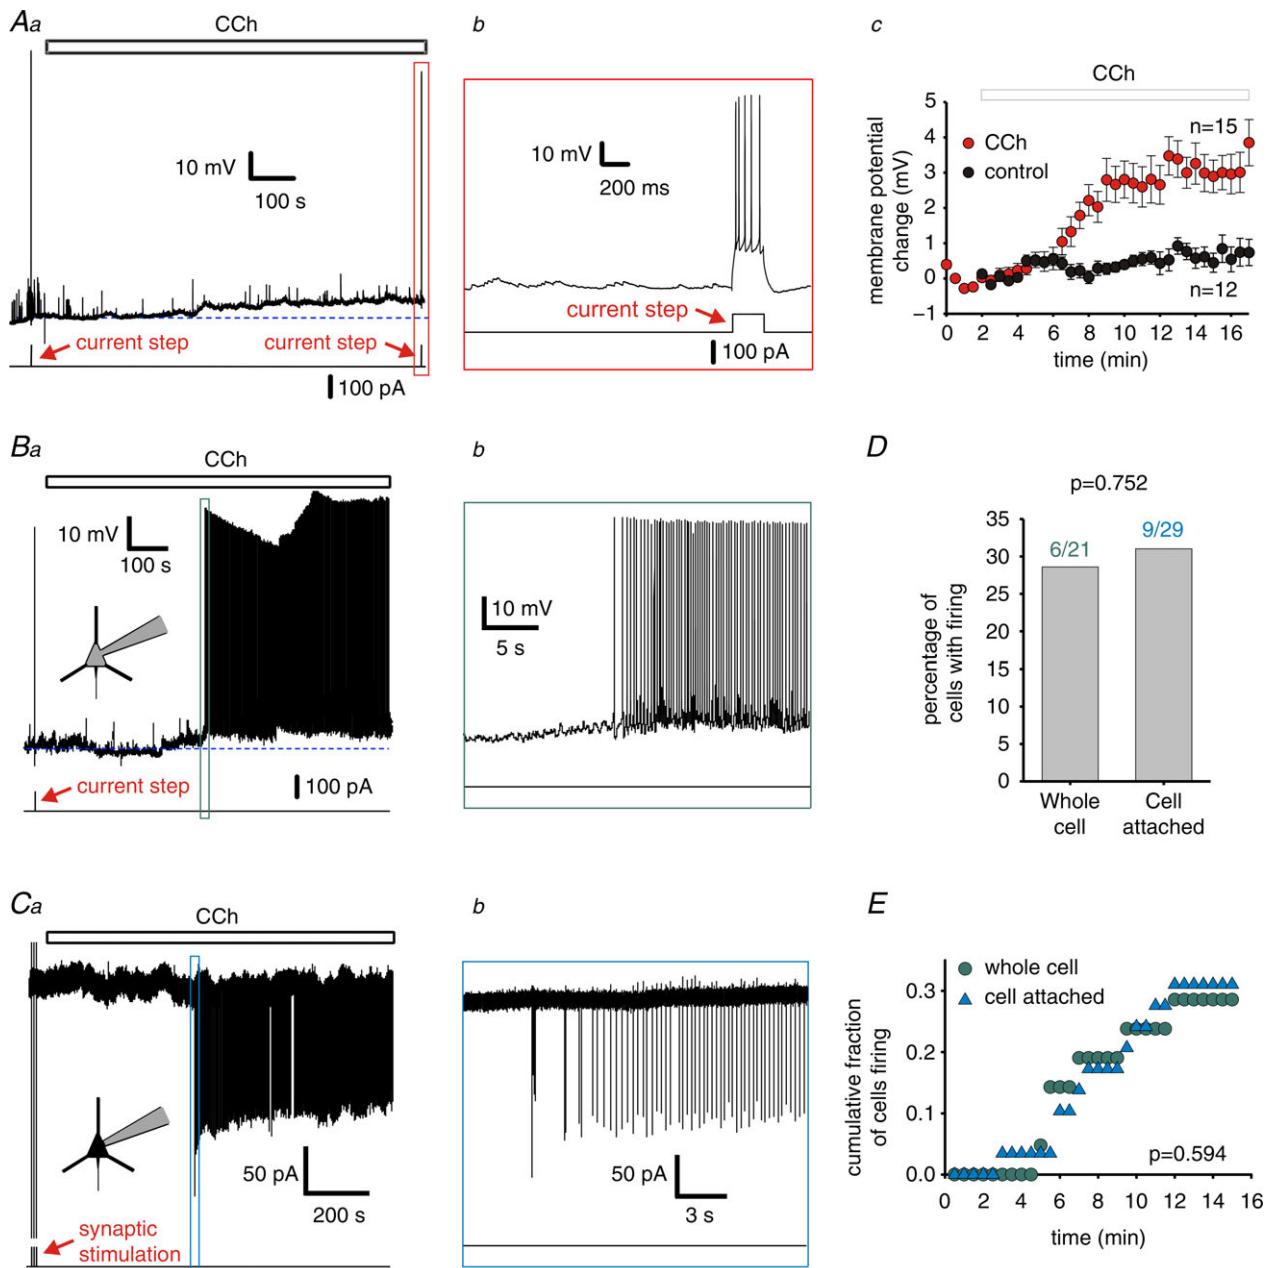 Aa
CCh
10 mV
100 s
current step
current step
100 pA
b
10 mV
200 ms
current step
100 pA
c
CCh
membrane potential
change (mV)
5
4
3
2
1
0
−1
CCh
control
n=15
n=12
0 2 4 6 8 10 12 14 16
time (min)
Ba
CCh
10 mV
100 s
current step
100 pA
b
10 mV
5 s
D
p=0.752
percentage of
cells with firing
35
30
25
20
15
10
5
0
6/21
9/29
Whole
cell
Cell
attached
Ca
CCh
50 pA
200 s
synaptic
stimulation
b
50 pA
3 s
E
whole cell
cell attached
cumulative fraction
of cells firing
0.3
0.2
0.1
0.0
p=0.594
0 2 4 6 8 10 12 14 16
time (min)